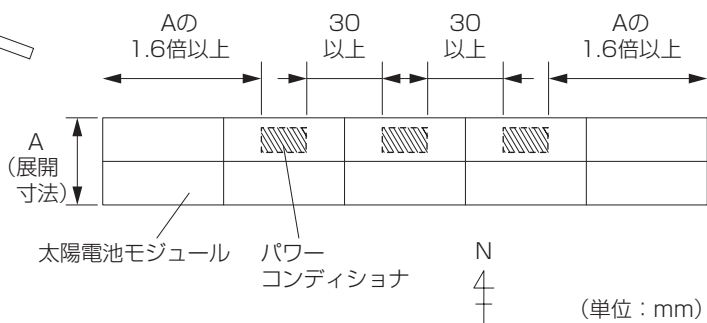 Aの
1.6倍以上
30
以上
30
以上
Aの
1.6倍以上
A
（展開
寸法）
太陽電池モジュール
パワー
コンディショナ
N
（単位：mm）